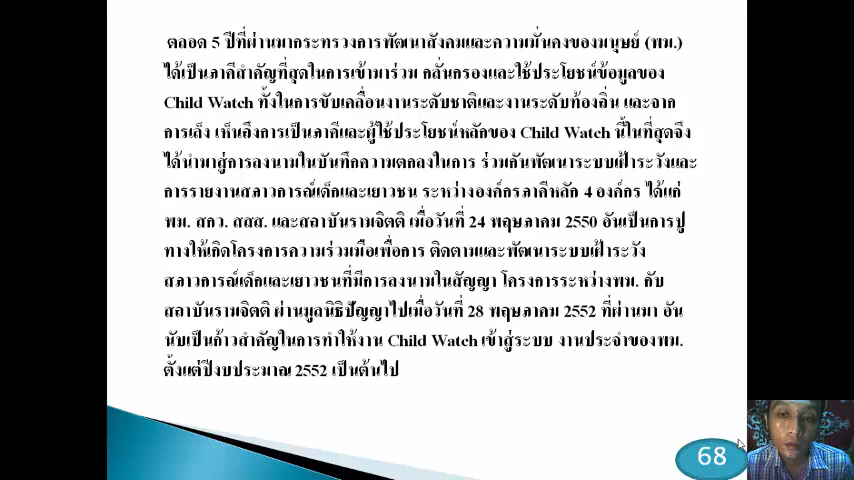 ตลอด 5 ปีที่ผ่านมากระทรวงการพัฒนาสังคมและความมั่นคงของมนุษย์ (พม.)
ได้เป็นภาคีสำคัญที่สุดในการเข้ามาร่วม กลั่นกรองและใช้ประโยชน์ข้อมูลของ
Child Watch ทั้งในการขับเคลื่อนงานระดับชาติและงานระดับท้องถิ่น และจาก
การเล็ง เห็นถึงการเป็นภาคีและผู้ใช้ประโยชน์หลักของ Child Watch นี้ในที่สุดจึง
ได้นำมาสู่การลงนามในบันทึกความตกลงในการ ร่วมกันพัฒนาระบบเฝ้าระวังและ
การรายงานสภาวการณ์เด็กและเยาวชน ระหว่างองค์กรภาคีหลัก 4 องค์กร ได้แก่
พม. สกว. สสส. และสถาบันรามจิตติ เมื่อวันที่ 24 พฤษภาคม 2550 อันเป็นการปู
ทางให้เกิดโครงการความร่วมมือเพื่อการ ติดตามและพัฒนาระบบเฝ้าระวัง
สภาวการณ์เด็กและเยาวชนที่มีการลงนามในสัญญา โครงการระหว่างพม. กับ
สถาบันรามจิตติ ผ่านมูลนิธิปัญญาไปเมื่อวันที่ 28 พฤษภาคม 2552 ที่ผ่านมา อัน
นับเป็นก้าวสำคัญในการทำให้งาน Child Watch เข้าสู่ระบบ งานประจำของพม.
ตั้งแต่ปีงบประมาณ 2552 เป็นต้นไป
68